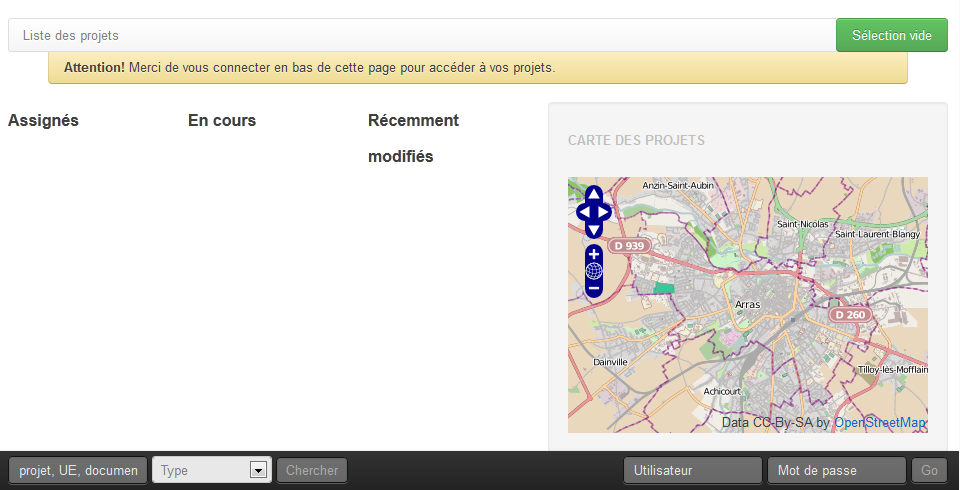 Liste des projets
Sélection vide
Attention! Merci de vous connecter en bas de cette page pour accéder à vos projets.
Assignés
En cours
Récemment
modifiés
CARTE DES PROJETS
Anzin-Saint-Aubin
Saint-Nicolas
Saint-Laurent-Blangy
D 939
Arras
D 260
Dainville
Tilloy-lès-Mofflain
Achicourt
Data CC-By-SA by OpenStreetMap
projet, UE, documen
Type
Chercher
Utilisateur
Mot de passe
Go